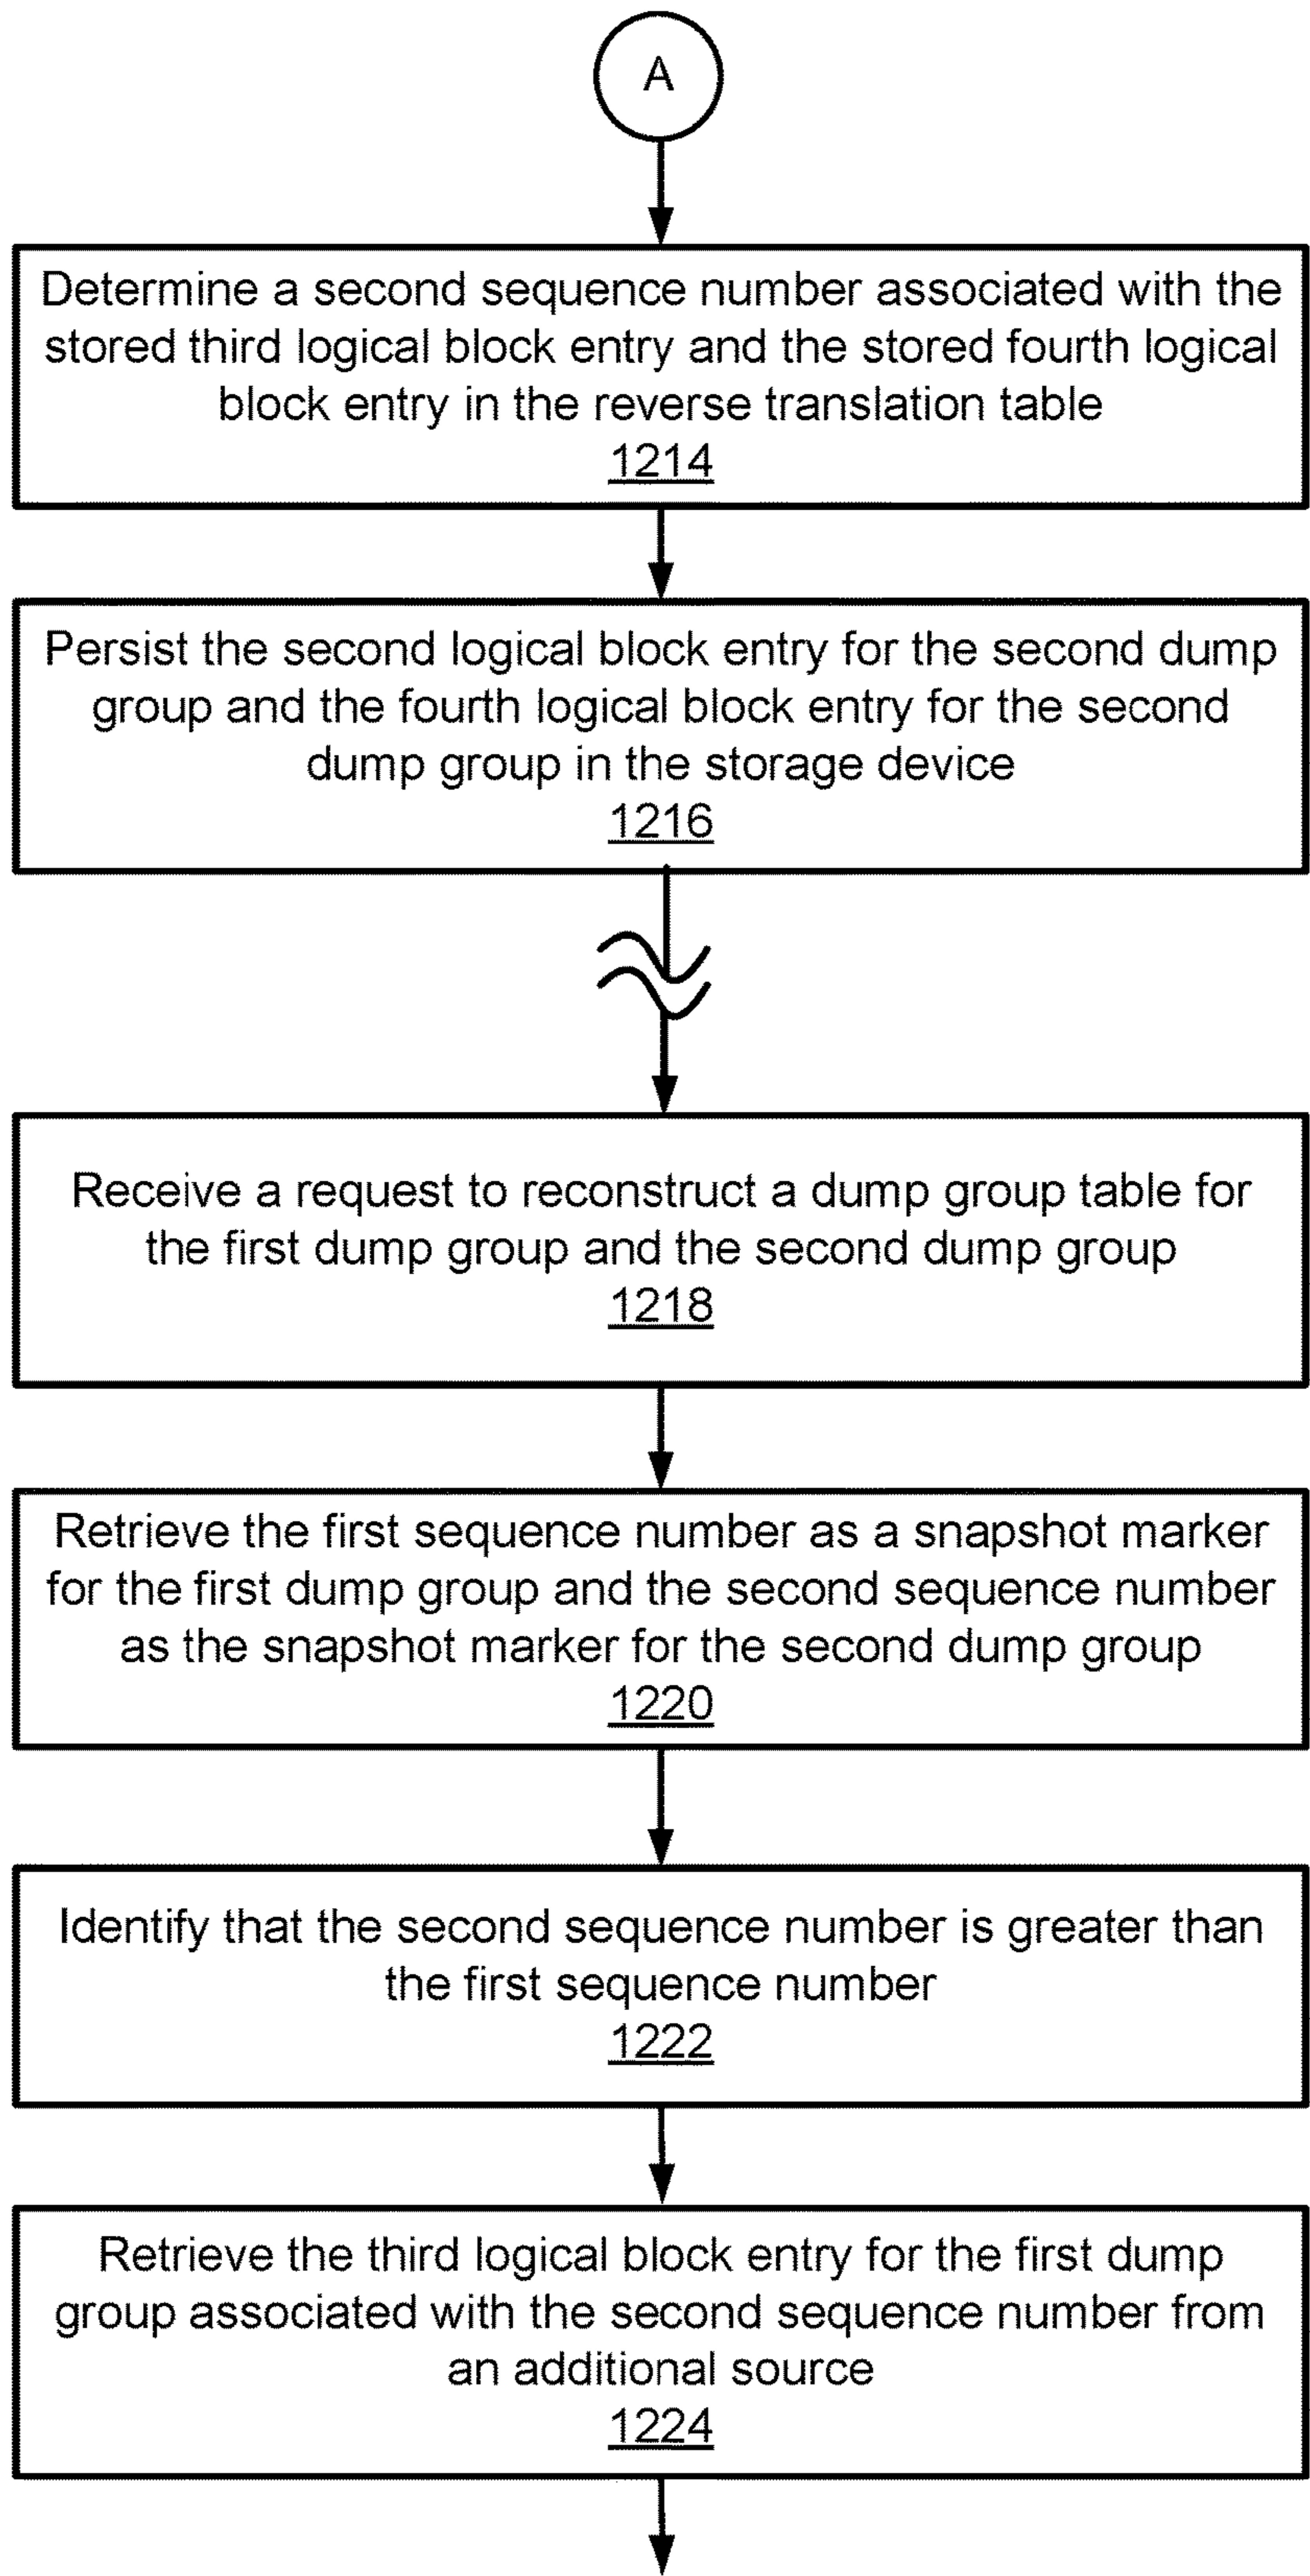 A
Determine a second sequence number associated with the
stored third logical block entry and the stored fourth logical
block entry in the reverse translation table
1214
Persist the second logical block entry for the second dump
group and the fourth logical block entry for the second
dump group in the storage device
1216
Receive a request to reconstruct a dump group table for
the first dump group and the second dump group
1218
Retrieve the first sequence number as a snapshot marker
for the first dump group and the second sequence number
as the snapshot marker for the second dump group
1220
Identify that the second sequence number is greater than
the first sequence number
1222
Retrieve the third logical block entry for the first dump
group associated with the second sequence number from
an additional source
1224